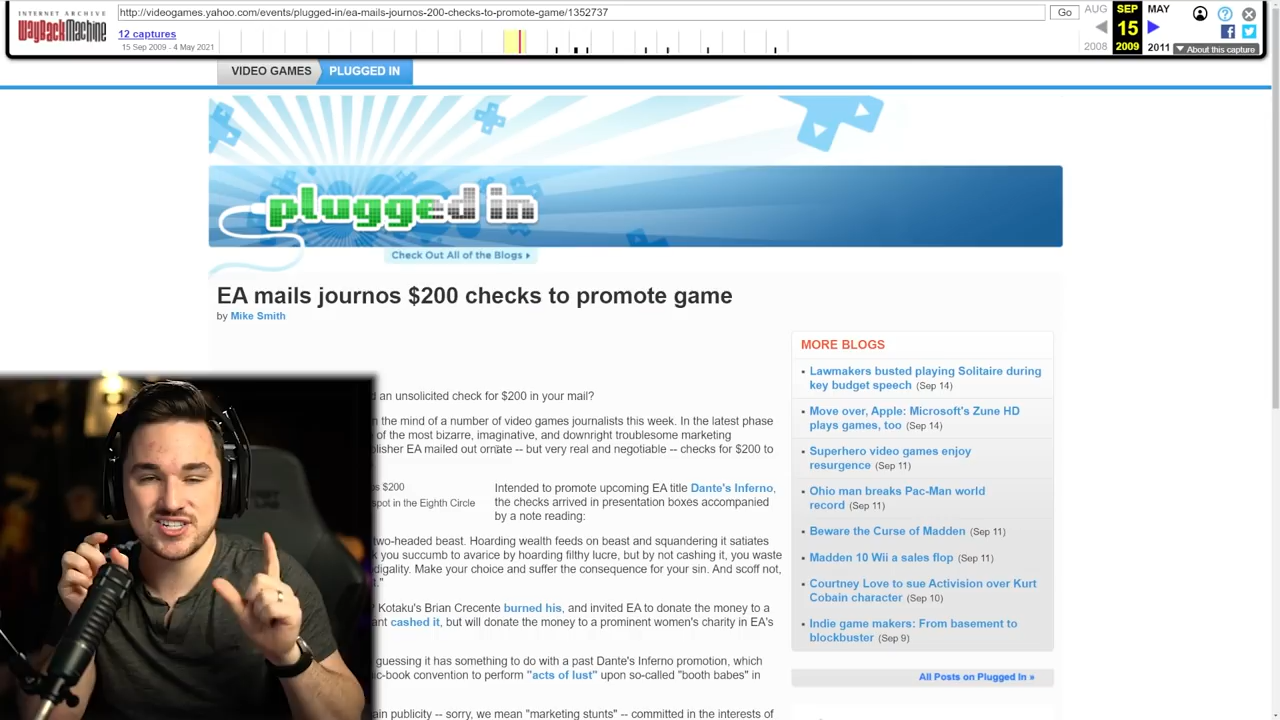 INTERNET ARCHIVE
WayBackMachine
http://videogames.yahoo.com/events/plugged-in/ea-mails-journos-200-checks-to-promote-game/1352737
Go
12 captures
15 Sep 2009 - 4 May 2021
AUG SEP MAY
15
2008 2009 2011
About this capture
VIDEO GAMES PLUGGED IN
plugged in
Check Out All of the Blogs
EA mails journos $200 checks to promote game
by Mike Smith
d an unsolicited check for $200 in your mail?
n the mind of a number of video games journalists this week. In the latest phase
of the most bizarre, imaginative, and downright troublesome marketing
blisher EA mailed out ornate -- but very real and negotiable -- checks for $200 to
s $200
spot in the Eighth Circle
Intended to promote upcoming EA title Dante's Inferno,
the checks arrived in presentation boxes accompanied
by a note reading:
two-headed beast. Hoarding wealth feeds on beast and squandering it satiates
k you succumb to avarice by hoarding filthy lucre, but by not cashing it, you waste
digality. Make your choice and suffer the consequence for your sin. And scoff not,
t."
Kotaku's Brian Crecente burned his, and invited EA to donate the money to a
ant cashed it, but will donate the money to a prominent women's charity in EA's
guessing it has something to do with a past Dante's Inferno promotion, which
ic-book convention to perform "acts of lust" upon so-called "booth babes" in
ain publicity -- sorry, we mean "marketing stunts" -- committed in the interests of
MORE BLOGS
Lawmakers busted playing Solitaire during
key budget speech (Sep 14)
Move over, Apple: Microsoft's Zune HD
plays games, too (Sep 14)
Superhero video games enjoy
resurgence (Sep 11)
Ohio man breaks Pac-Man world
record (Sep 11)
Beware the Curse of Madden (Sep 11)
Madden 10 Wii a sales flop (Sep 11)
Courtney Love to sue Activision over Kurt
Cobain character (Sep 10)
Indie game makers: From basement to
blockbuster (Sep 9)
All Posts on Plugged In »